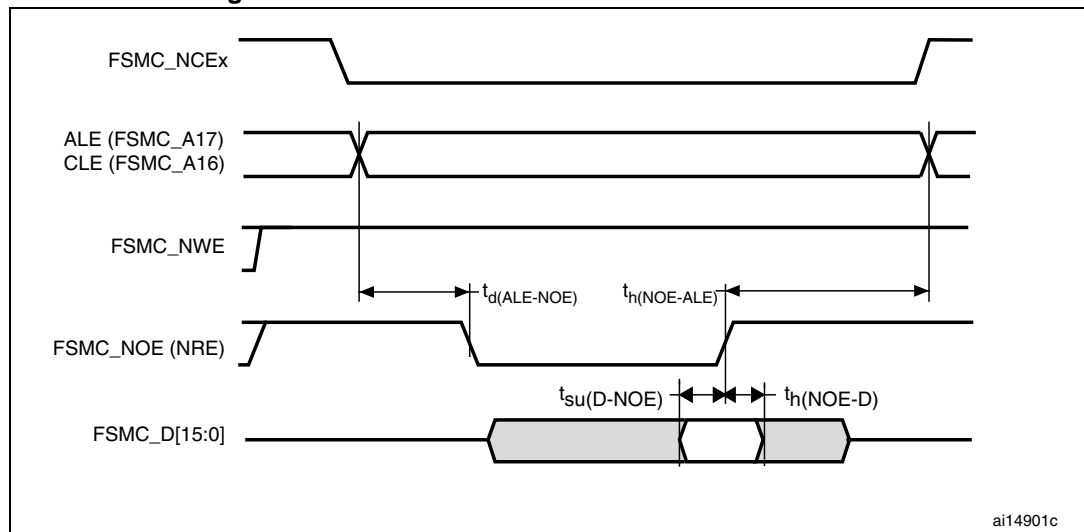 FSMC_NCEx
ALE (FSMC_A17)
CLE (FSMC_A16)
FSMC_NWE
td(ALE-NOE)
th(NOE-ALE)
FSMC_NOE (NRE)
tsu(D-NOE)
th(NOE-D)
FSMC_D[15:0]
ai14901c